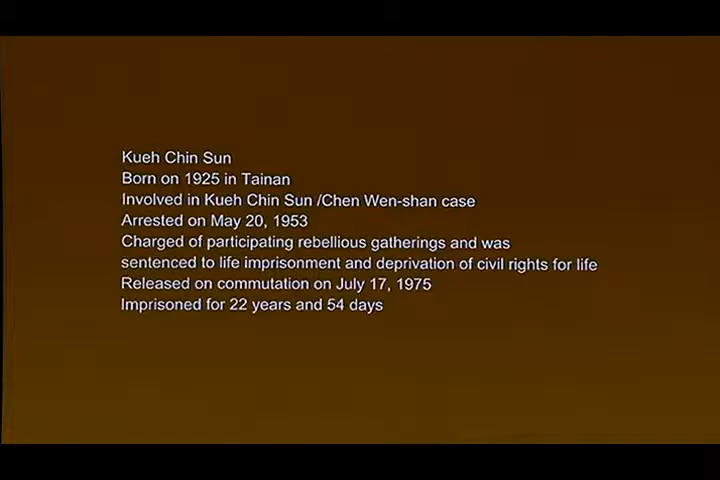 Kueh Chin Sun
Born on 1925 in Tainan
Involved in Kueh Chin Sun /Chen Wen-shan case
Arrested on May 20, 1953
Charged of participating rebellious gatherings and was
sentenced to life imprisonment and deprivation of civil rights for life
Released on commutation on July 17, 1975
Imprisoned for 22 years and 54 days